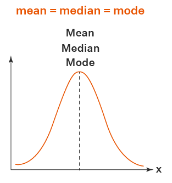 mean = median = mode
Mean
Median
Mode
x